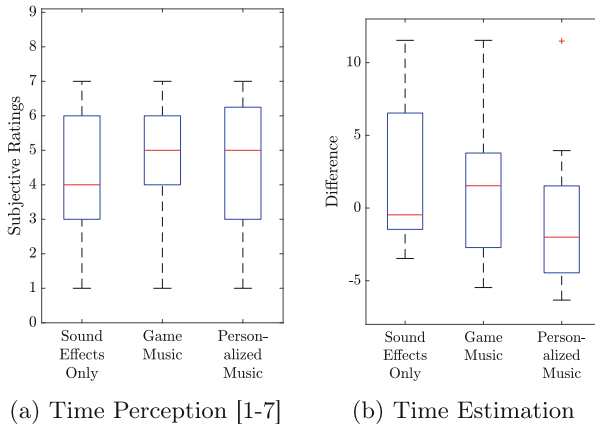 9
8
7
6
5
4
3
2
1
0
Subjective Ratings
Sound
Effects
Only
Game
Music
Person-
alized
Music
(a) Time Perception [1-7]
10
5
0
-5
Difference
Sound
Effects
Only
Game
Music
Person-
alized
Music
(b) Time Estimation